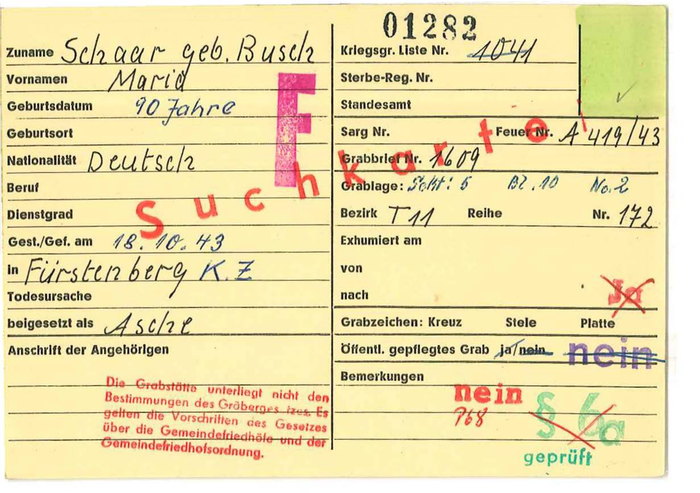 01282
Zuname Schaar geb. Busch
Vornamen Maria
Geburtsdatum 90 Jahre
Geburtsort
Nationalität Deutsch
Beruf
Dienstgrad
Gest./Gef. am 18.10.43
in Fürstenberg K.Z
Todesursache
beigesetzt als Asche
Anschrift der Angehörigen
Die Grabstätte unterliegt nicht den
Bestimmungen des Gräbergesetzes. Es
gelten die Vorschriften des Gesetzes
über die Gemeindefriedhöfe und der
Gemeindefriedhofsordnung.
F
Suchkarte!
Kriegsgr. Liste Nr. 1041
Sterbe-Reg. Nr.
Standesamt
Sarg Nr. Feuer Nr. A 419/43
Grabbrief Nr. 1609
Grablage: 6 10 No. 2
Bezirk T11 Reihe Nr. 172
Exhumiert am
von
nach
Ja
Grabzeichen: Kreuz Stele Platte
Öffentl. gepflegtes Grab ja/nein nein
Bemerkungen
nein
§ 6a
geprüft